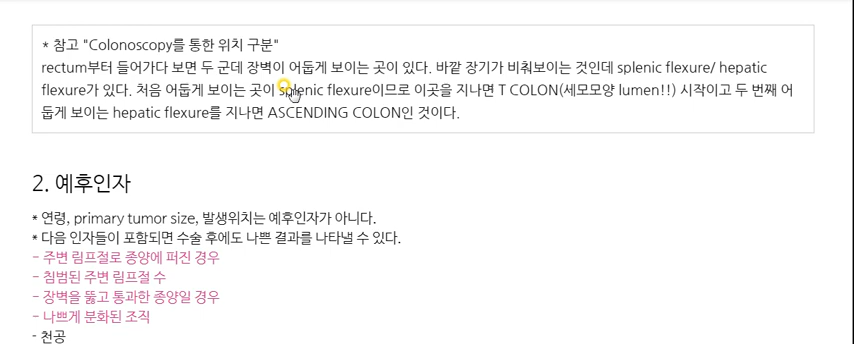 * 참고 "Colonoscopy를 통한 위치 구분"
rectum부터 들어가다 보면 두 군데 장벽이 어둡게 보이는 곳이 있다. 바깥 장기가 비춰보이는 것인데 splenic flexure/ hepatic
flexure가 있다. 처음 어둡게 보이는 곳이 splenic flexure이므로 이곳을 지나면 T COLON(세모모양 lumen!!) 시작이고 두 번째 어
둡게 보이는 hepatic flexure를 지나면 ASCENDING COLON인 것이다.
2. 예후인자
* 연령, primary tumor size, 발생위치는 예후인자가 아니다.
* 다음 인자들이 포함되면 수술 후에도 나쁜 결과를 나타낼 수 있다.
- 주변 림프절로 종양에 퍼진 경우
- 침범된 주변 림프절 수
- 장벽을 뚫고 통과한 종양일 경우
- 나쁘게 분화된 조직
- 천공